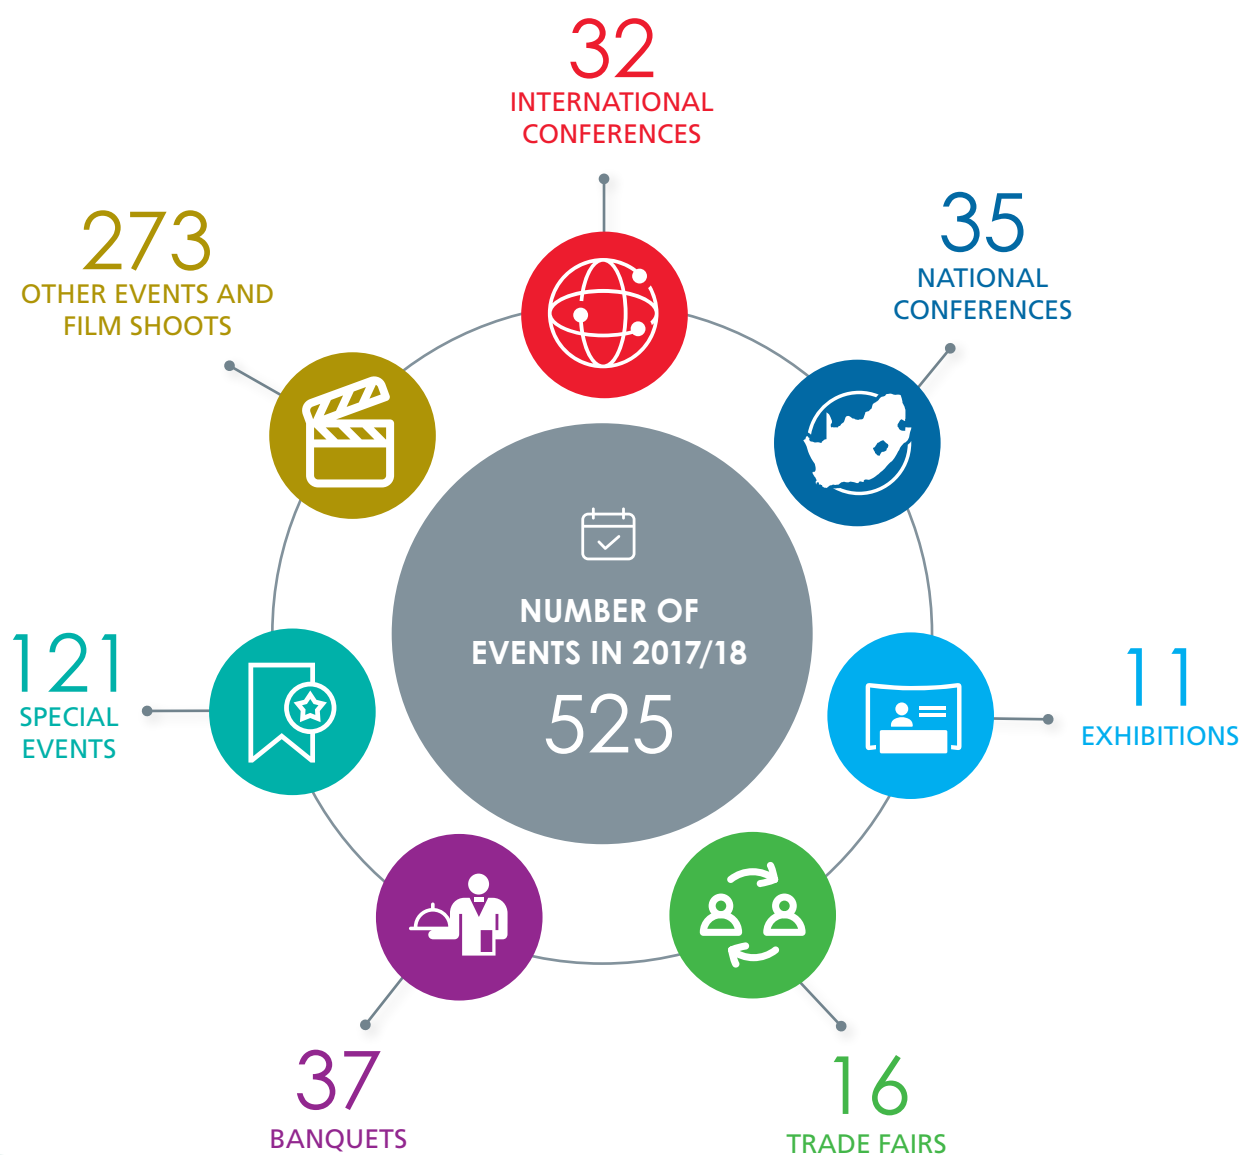 32
INTERNATIONAL
CONFERENCES
35
NATIONAL
CONFERENCES
273
OTHER EVENTS AND
FILM SHOOTS
NUMBER OF
EVENTS IN 2017/18
525
121
SPECIAL
EVENTS
11
EXHIBITIONS
37
BANQUETS
16
TRADE FAIRS